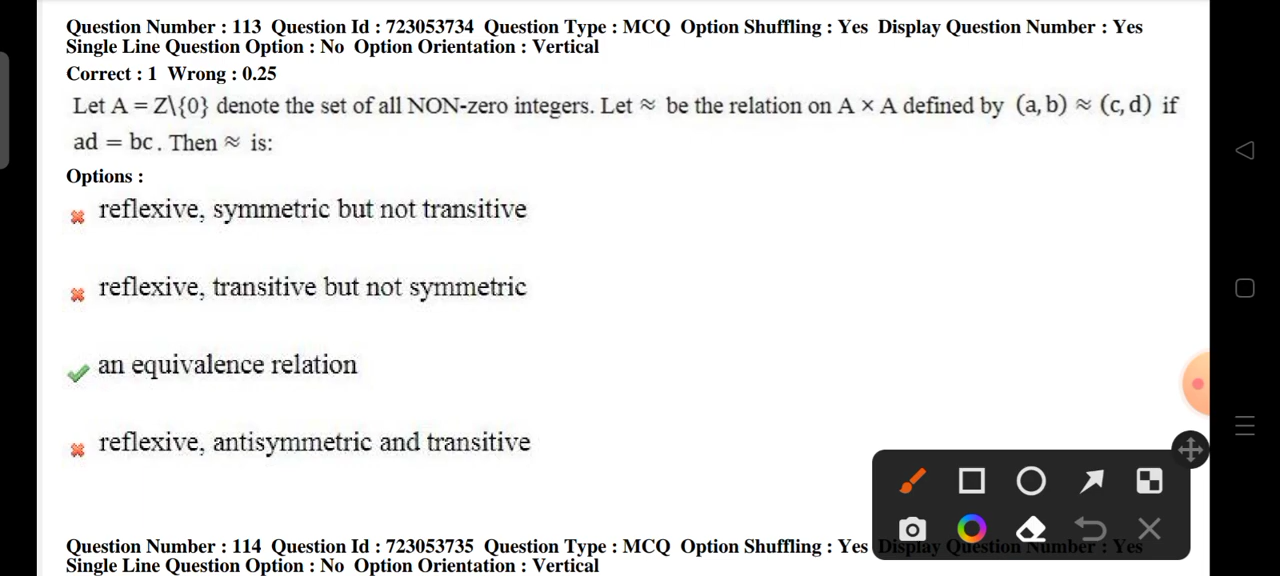 Question Number : 113 Question Id : 723053734 Question Type : MCQ Option Shuffling : Yes Display Question Number : Yes
Single Line Question Option : No Option Orientation : Vertical
Correct : 1 Wrong : 0.25
Let A = Z\{0} denote the set of all NON-zero integers. Let ≈ be the relation on A × A defined by (a, b) ≈ (c, d) if
ad = bc . Then ≈ is:
Options :
reflexive, symmetric but not transitive
reflexive, transitive but not symmetric
an equivalence relation
reflexive, antisymmetric and transitive
Question Number : 114 Question Id : 723053735 Question Type : MCQ Option Shuffling : Yes Display Question Number : Yes
Single Line Question Option : No Option Orientation : Vertical